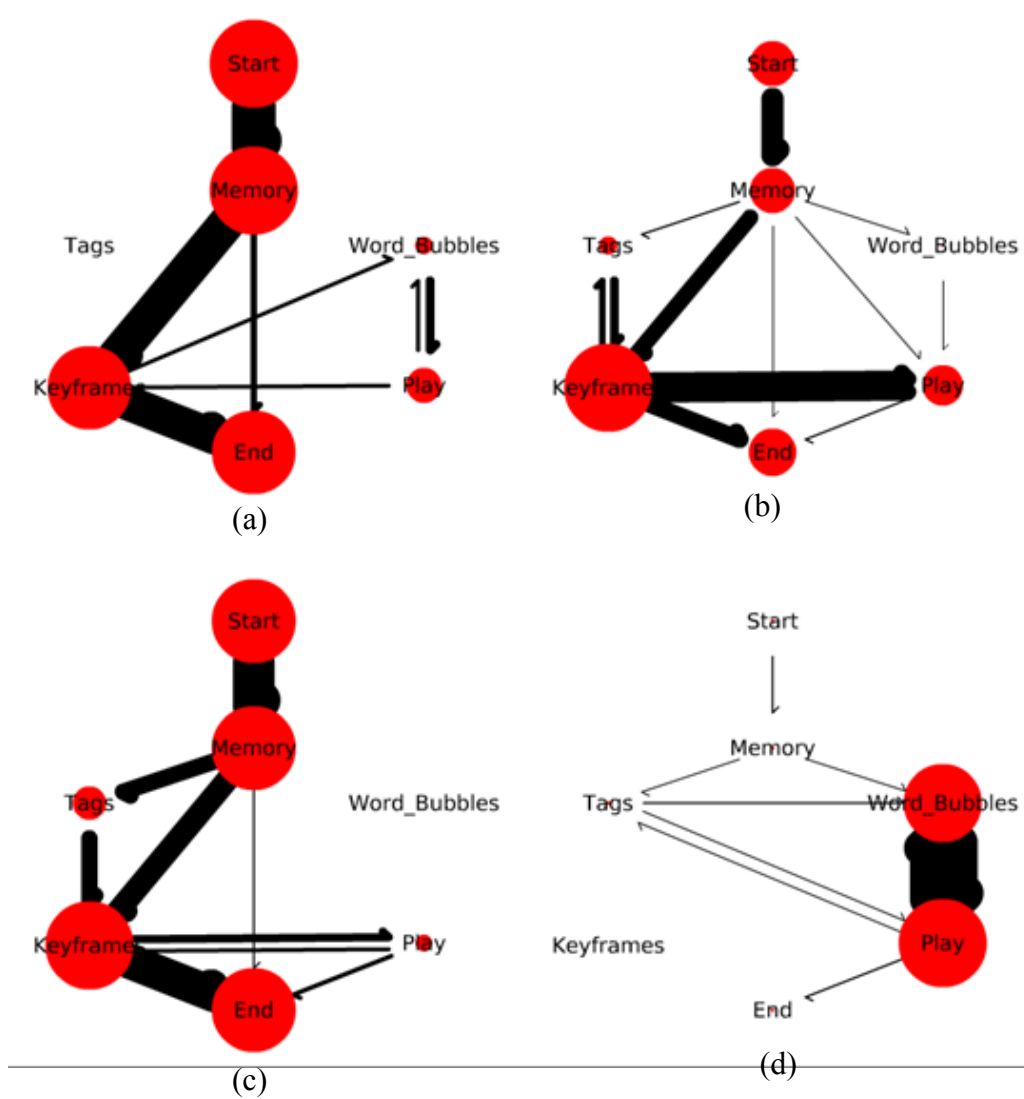 Start
Memory
Tags
Word_Bubbles
Keyframe
Play
End
(a)
Start
Memory
Tags
Word_Bubbles
Keyframe
Play
End
(b)
Start
Memory
Tags
Word_Bubbles
Keyframe
Play
End
(c)
Start
Memory
Tags
Word_Bubbles
Keyframes
Play
End
(d)